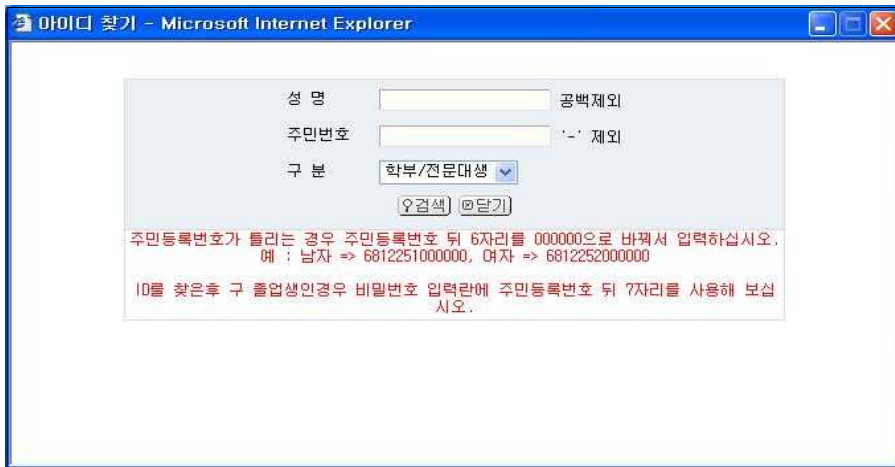 아이디 찾기 - Microsoft Internet Explorer
성 명 공백제외
주민번호 '-' 제외
구 분 학부/전문대생
검색 닫기
주민등록번호가 틀리는 경우 주민등록번호 뒤 6자리를 000000으로 바꿔서 입력하십시오.
예 : 남자 => 6812251000000, 여자 => 6812252000000
ID를 찾은후 구 졸업생인경우 비밀번호 입력란에 주민등록번호 뒤 7자리를 사용해 보십
시오.